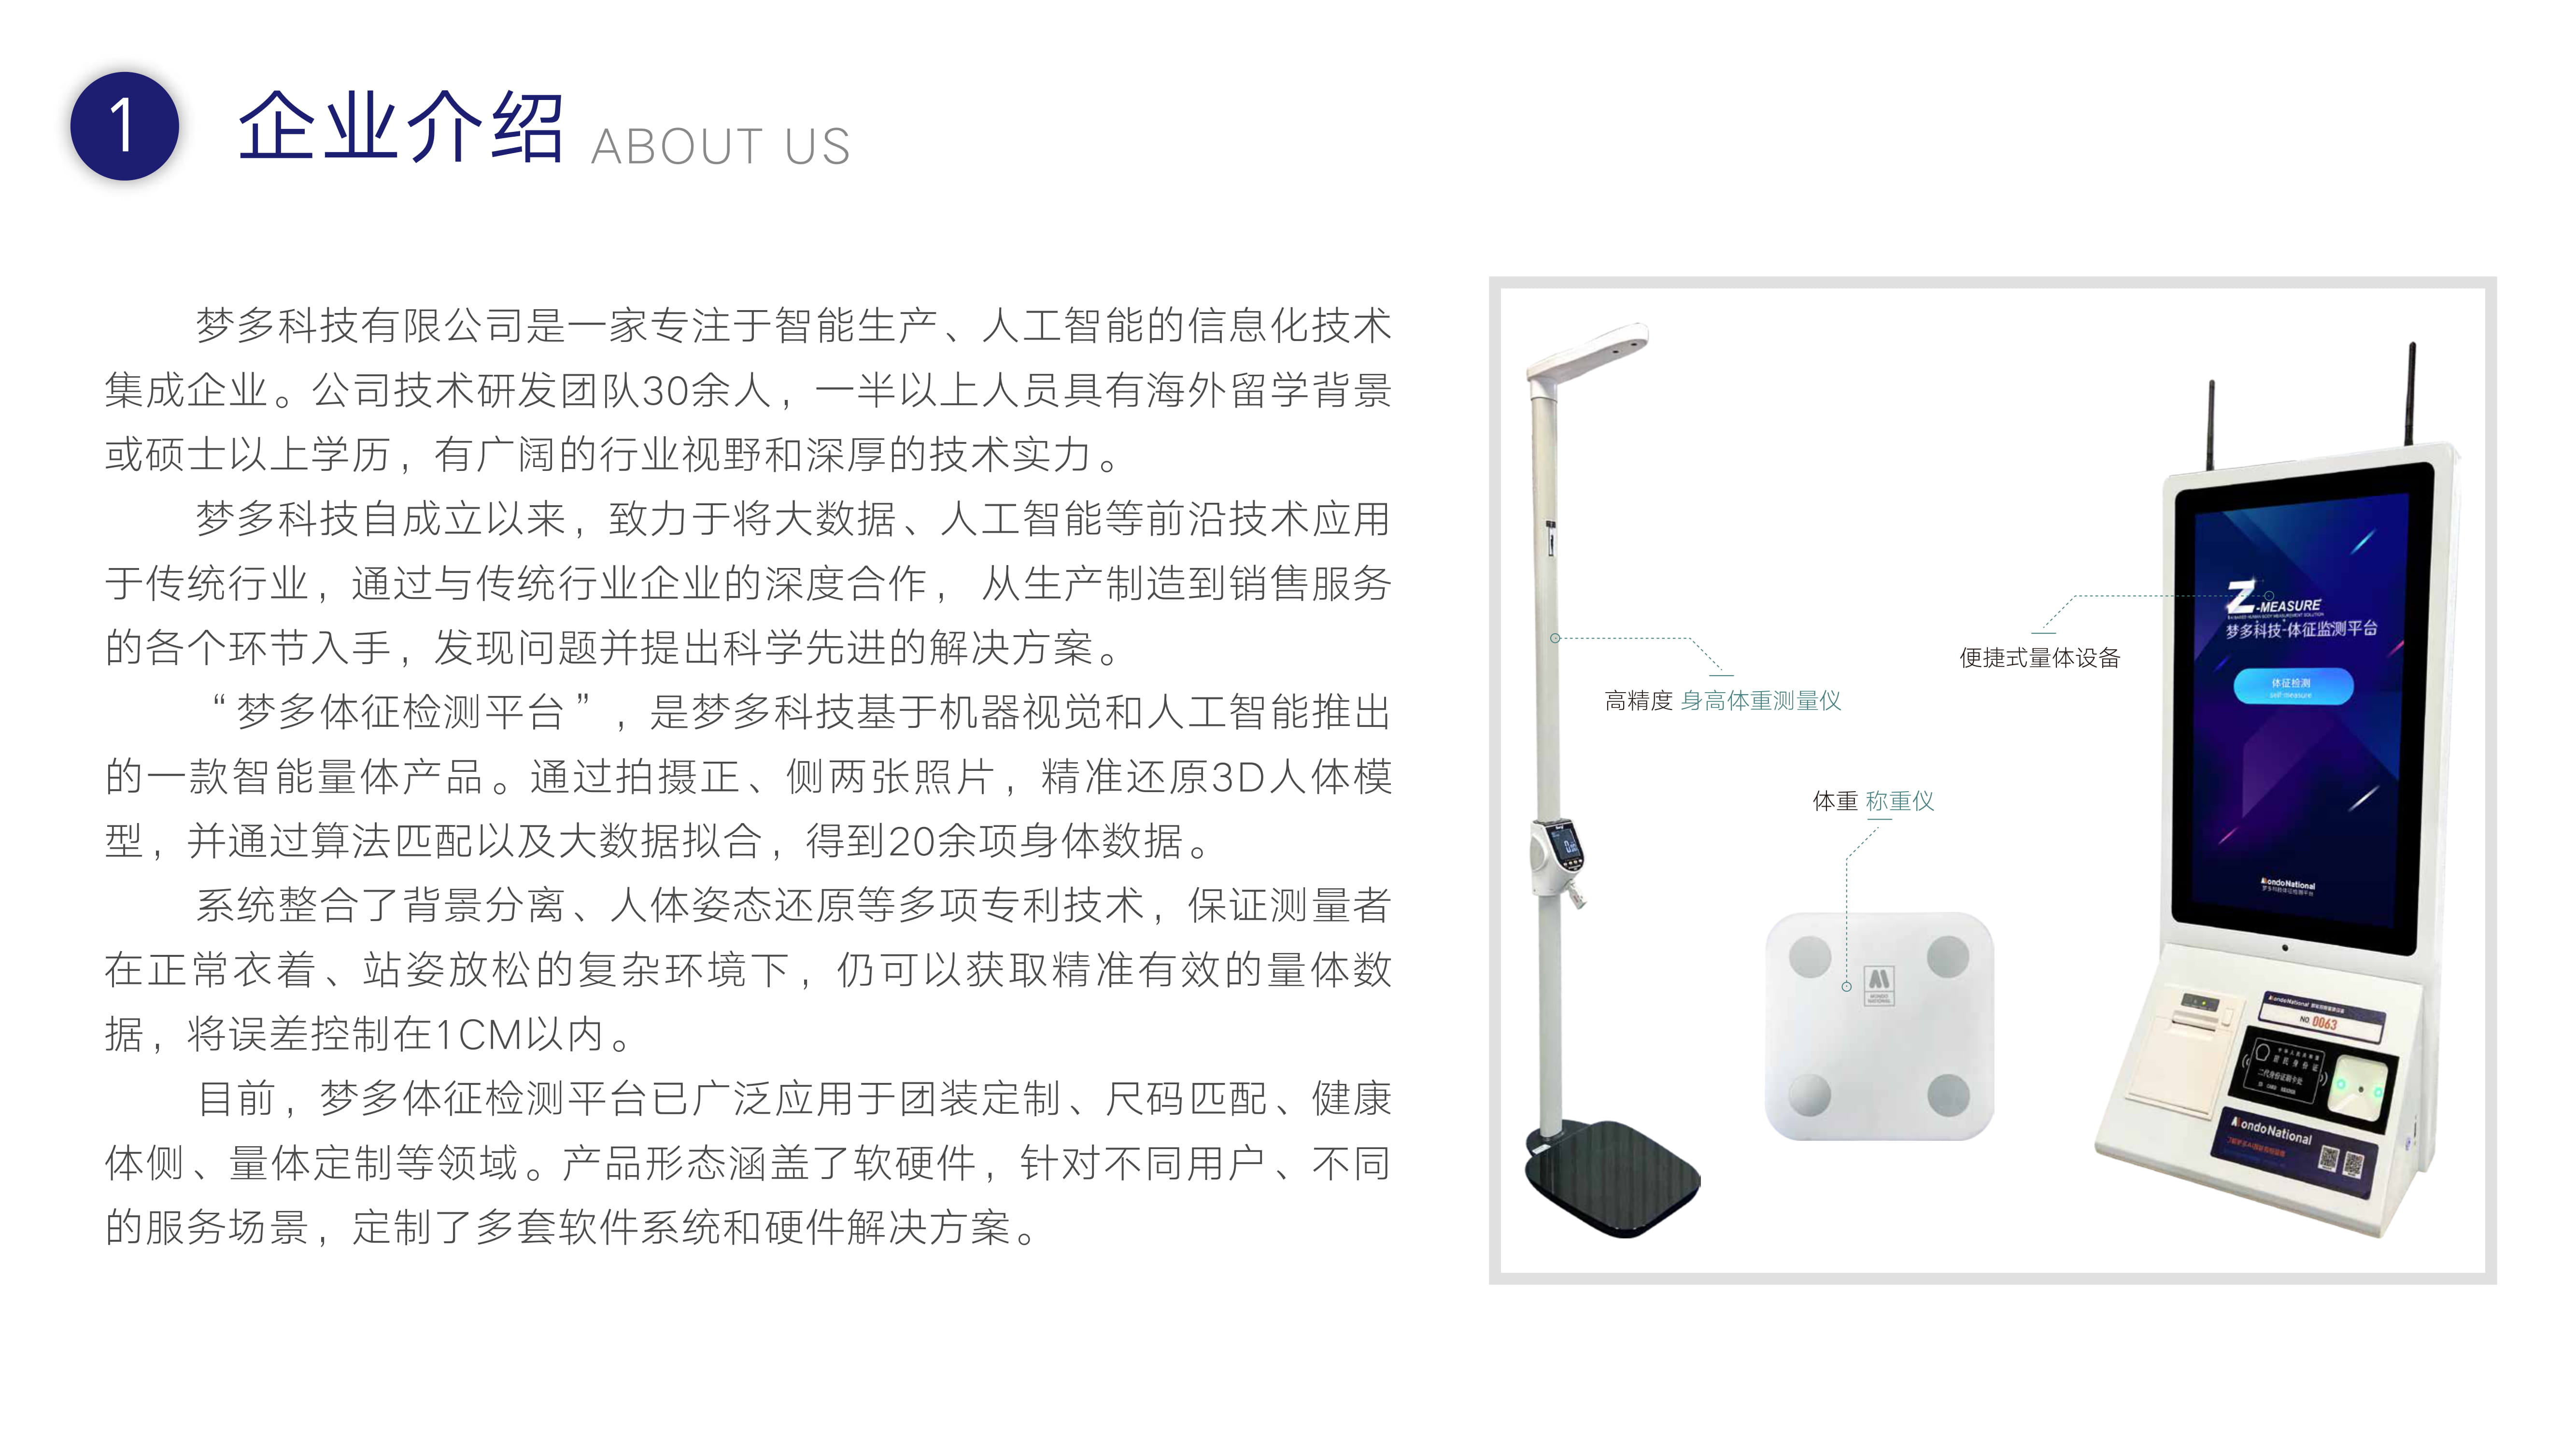 1
企业介绍 ABOUT US
梦多科技有限公司是一家专注于智能生产、人工智能的信息化技术
集成企业。公司技术研发团队30余人，一半以上人员具有海外留学背景
或硕士以上学历，有广阔的行业视野和深厚的技术实力。
梦多科技自成立以来，致力于将大数据、人工智能等前沿技术应用
于传统行业，通过与传统行业企业的深度合作， 从生产制造到销售服务
的各个环节入手，发现问题并提出科学先进的解决方案。
“梦多体征检测平台”，是梦多科技基于机器视觉和人工智能推出
的一款智能量体产品。通过拍摄正、侧两张照片，精准还原3D人体模
型，并通过算法匹配以及大数据拟合，得到20余项身体数据。
系统整合了背景分离、人体姿态还原等多项专利技术，保证测量者
在正常衣着、站姿放松的复杂环境下，仍可以获取精准有效的量体数
据，将误差控制在1CM以内。
目前，梦多体征检测平台已广泛应用于团装定制、尺码匹配、健康
体侧、量体定制等领域。产品形态涵盖了软硬件，针对不同用户、不同
的服务场景，定制了多套软件系统和硬件解决方案。
高精度 身高体重测量仪
体重 称重仪
MONDO
NATIONAL
便捷式量体设备
Z-MEASURE
梦多科技-体征监测平台
体征检测
self-measure
MondoNational
MondoNational
NO. 0063
居民身份证
二代身份证刷卡处
MondoNational